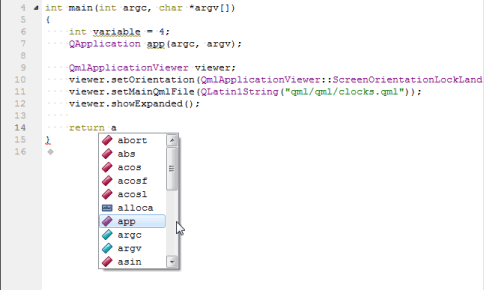 4 int main(int argc, char *argv[])
5 {
6 int variable = 4;
7 QApplication app(argc, argv);
8
9 QmlApplicationViewer viewer;
10 viewer.setOrientation(QmlApplicationViewer::ScreenOrientationLockLand
11 viewer.setMainQmlFile(QLatin1String("qml/qml/clocks.qml"));
12 viewer.showExpanded();
13
14 return a
15 }
16
abort
abs
acos
acosf
acosl
alloca
app
argc
argv
asin